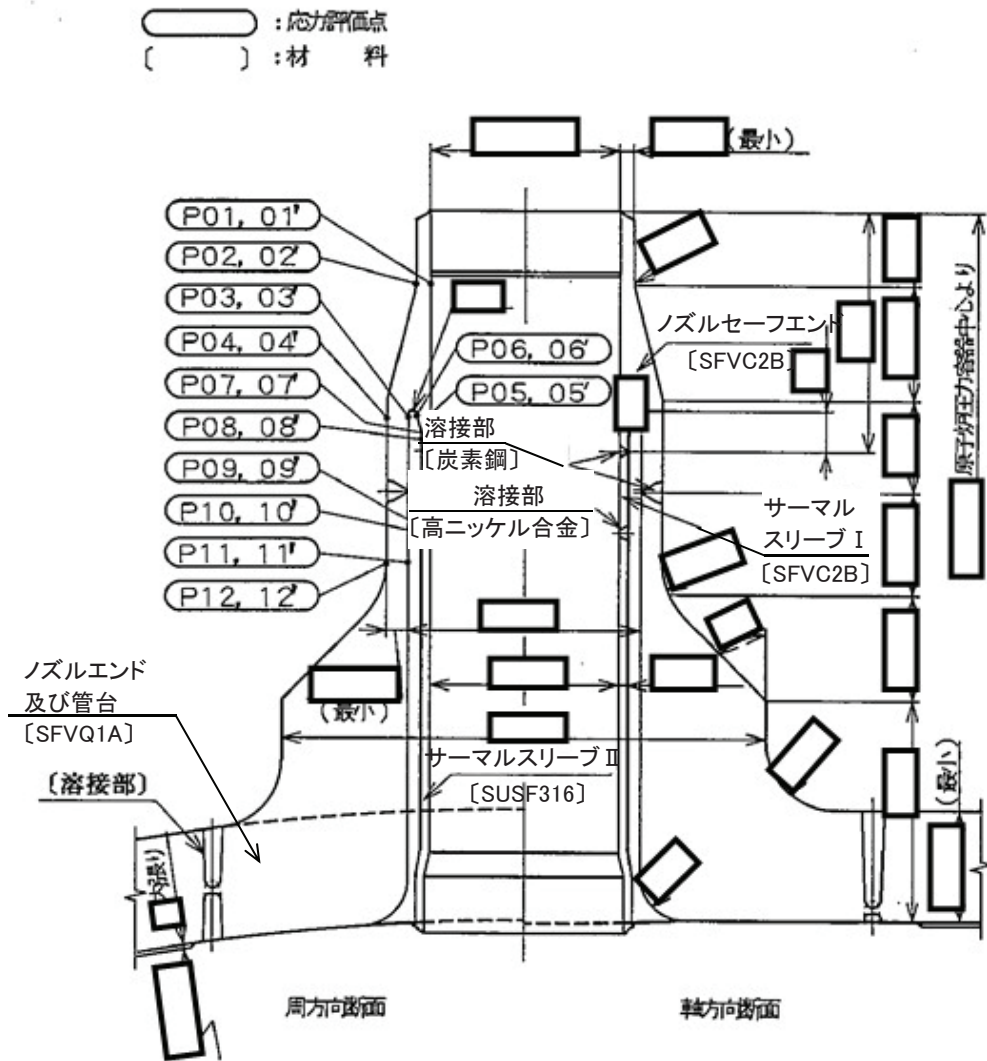 ：応力評価点
〔　　〕：材　料
（最小）
P01, 01'
P02, 02'
P03, 03'
P04, 04'
P07, 07'
P08, 08'
P09, 09'
P10, 10'
P11, 11'
P12, 12'
P06, 06'
P05, 05'
ノズルセーフエンド
〔SFVC2B〕
原子炉圧力容器中心より
溶接部
〔炭素鋼〕
溶接部
〔高ニッケル合金〕
サーマル
スリーブ I
〔SFVC2B〕
ノズルエンド
及び管台
〔SFVQ1A〕
（最小）
サーマルスリーブⅡ
〔SUSF316〕
〔溶接部〕
（最小）
周方向断面
軸方向断面